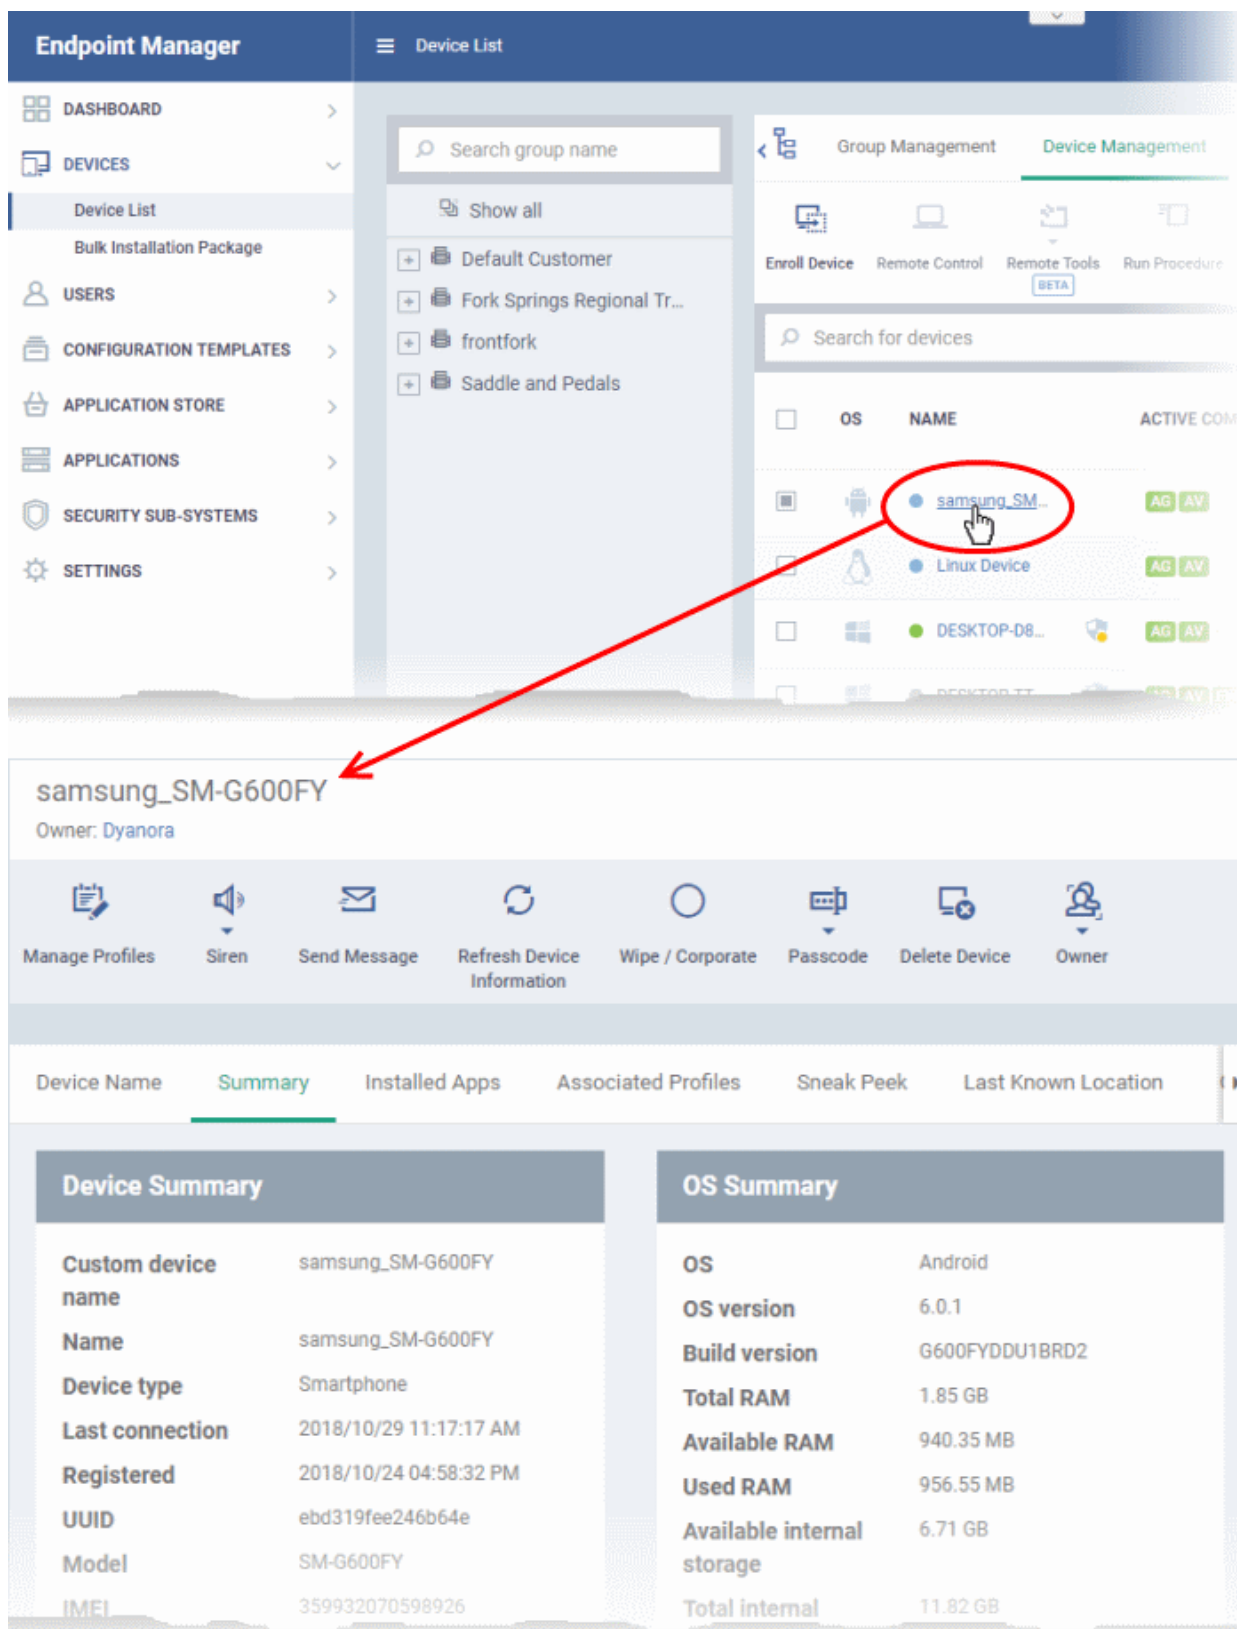 Endpoint Manager
Device List
DASHBOARD
DEVICES
Device List
Bulk Installation Package
USERS
CONFIGURATION TEMPLATES
APPLICATION STORE
APPLICATIONS
SECURITY SUB-SYSTEMS
SETTINGS
Search group name
Show all
Default Customer
Fork Springs Regional Tr...
frontfork
Saddle and Pedals
Group Management Device Management
Enroll Device Remote Control Remote Tools Run Procedure
BETA
Search for devices
OS NAME ACTIVE COM
samsung_SM... AG AV
Linux Device AG AV
DESKTOP-D8... AG AV
DESKTOP-TT AG AV
samsung_SM-G600FY
Owner: Dyanora
Manage Profiles Siren Send Message Refresh Device Information Wipe / Corporate Passcode Delete Device Owner
Device Name Summary Installed Apps Associated Profiles Sneak Peek Last Known Location
Device Summary
Custom device name samsung_SM-G600FY
Name samsung_SM-G600FY
Device type Smartphone
Last connection 2018/10/29 11:17:17 AM
Registered 2018/10/24 04:58:32 PM
UUID ebd319fee246b64e
Model SM-G600FY
IMEI 359932070598926
OS Summary
OS Android
OS version 6.0.1
Build version G600FYDDU1BRD2
Total RAM 1.85 GB
Available RAM 940.35 MB
Used RAM 956.55 MB
Available internal storage 6.71 GB
Total internal 11.82 GB